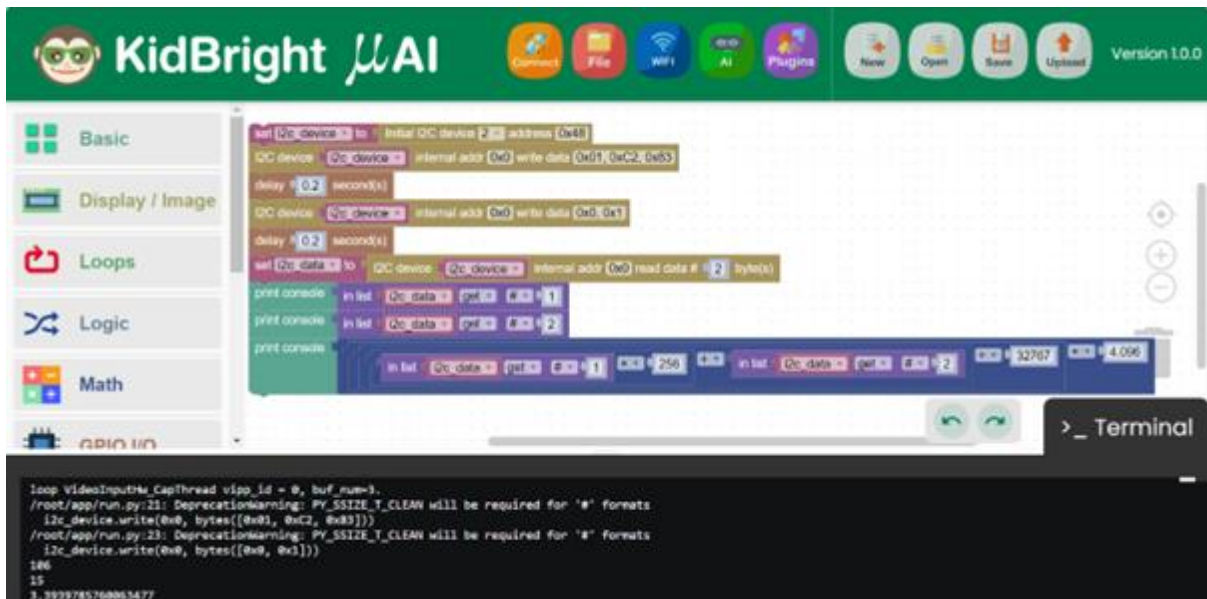 KidBright μAI
Connect File WiFi AI Plugins New Open Save Upload Version 1.0.0
Basic
Display / Image
Loops
Logic
Math
GPIO I/O
set i2c_device to Initial I2C device 2 address 0x48
I2C device i2c_device internal addr 0x0 write data 0x01, 0xC2, 0x83
delay 0.2 second(s)
I2C device i2c_device internal addr 0x0 write data 0x0, 0x1
delay 0.2 second(s)
set i2c_data to I2C device i2c_device internal addr 0x0 read data # 2 byte(s)
print console in list i2c_data get # 1
print console in list i2c_data get # 2
print console in list i2c_data get # 1 256 in list i2c_data get # 2 32767 4.096
>_ Terminal
loop VideoInputHw_CapThread vipp_id = 0, buf_num=3.
/root/app/run.py:21: DeprecationWarning: PY_SSIZE_T_CLEAN will be required for '#' formats
i2c_device.write(0x0, bytes([0x01, 0xC2, 0x83]))
/root/app/run.py:23: DeprecationWarning: PY_SSIZE_T_CLEAN will be required for '#' formats
i2c_device.write(0x0, bytes([0x0, 0x1]))
106
15
3.3939785760063477